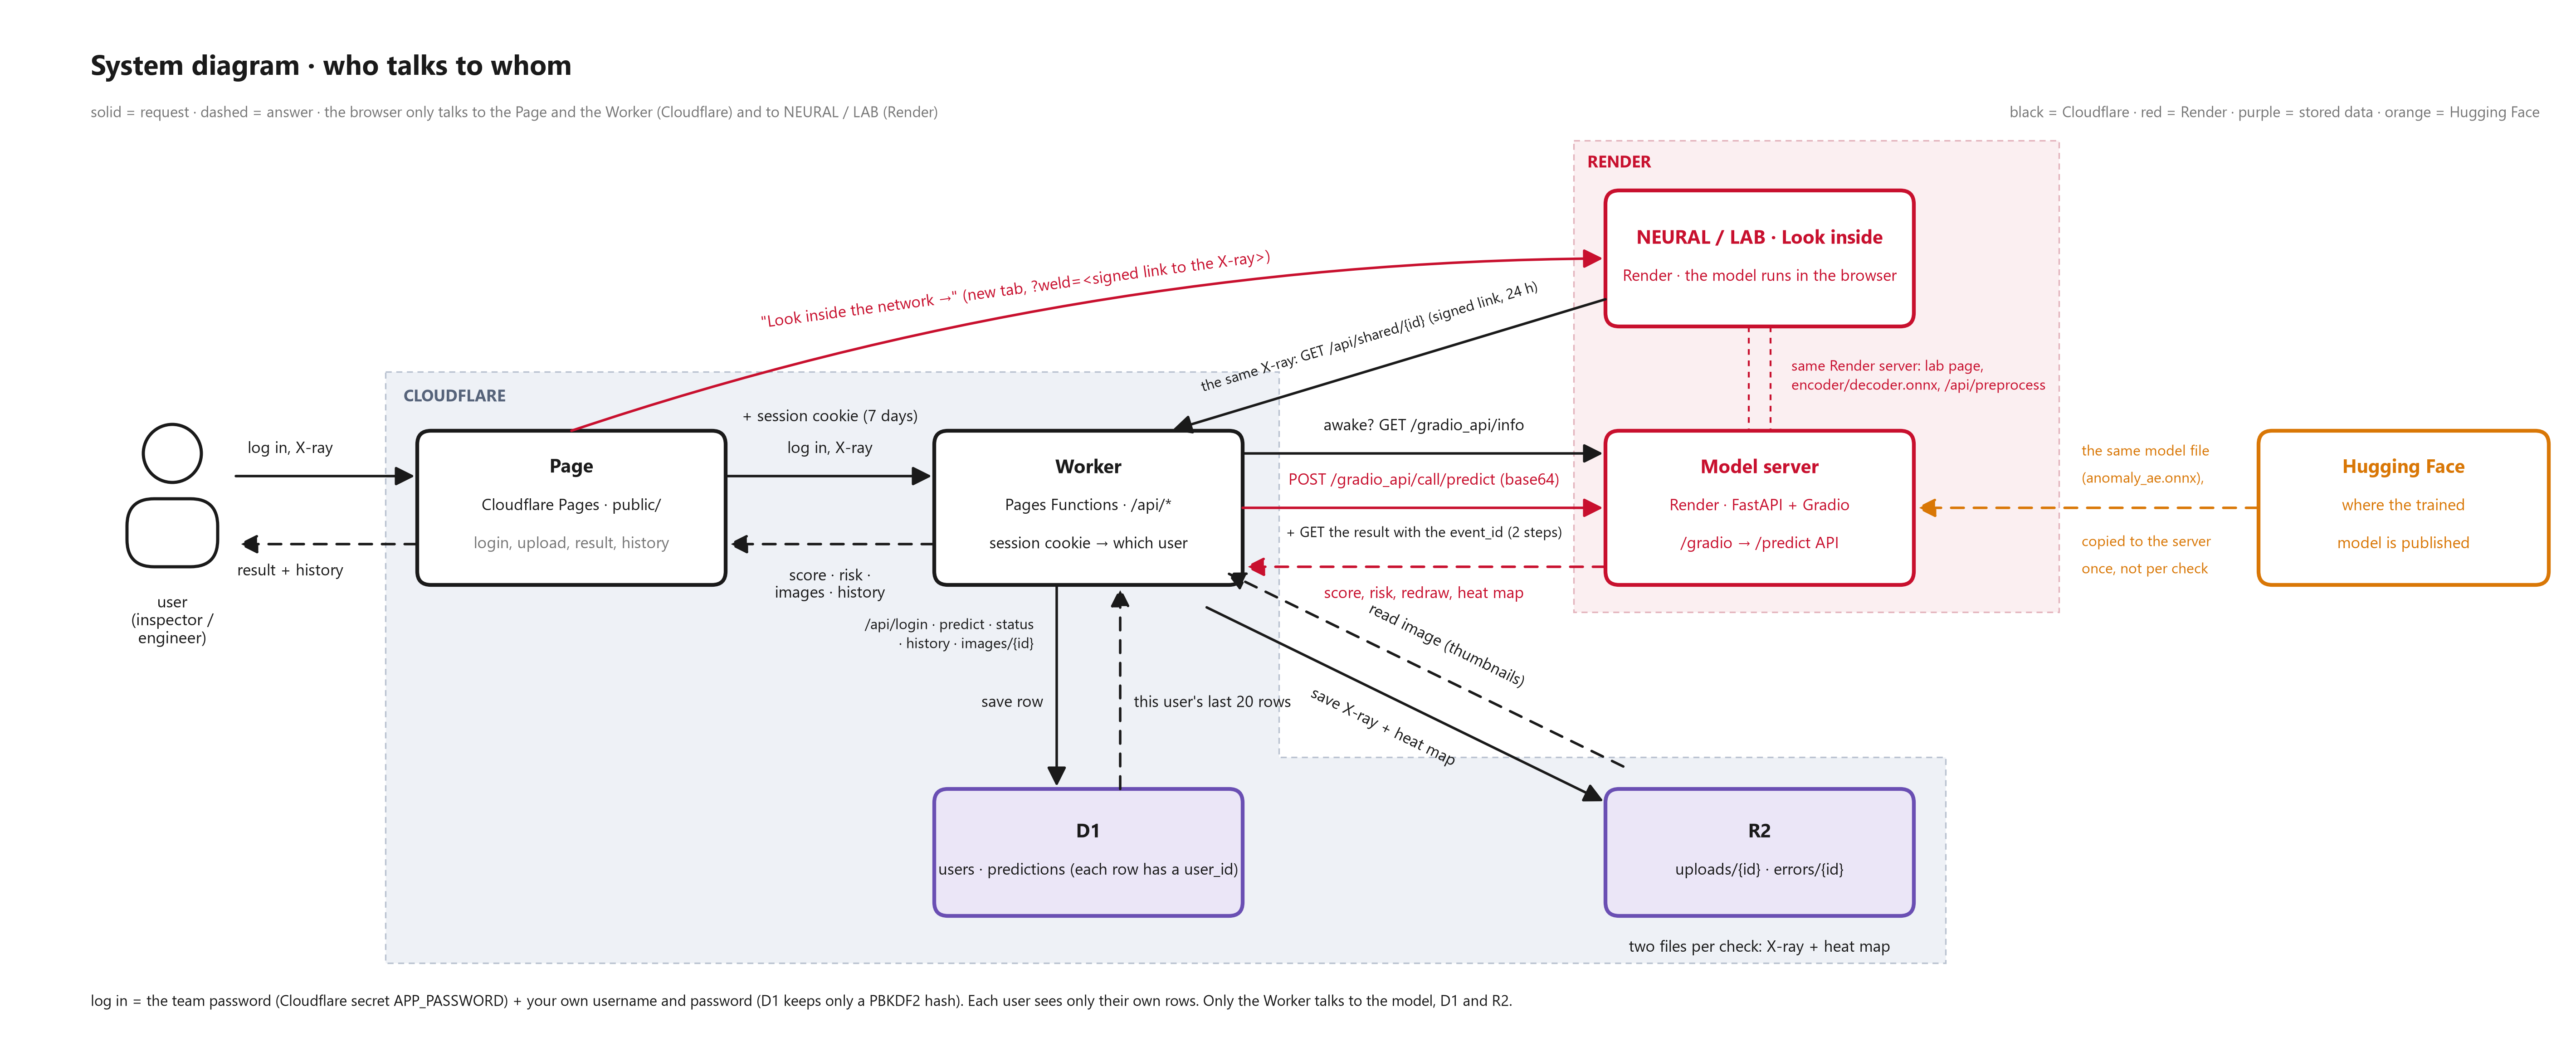 System diagram · who talks to whom
solid = request · dashed = answer · the browser only talks to the Page and the Worker (Cloudflare) and to NEURAL / LAB (Render)
black = Cloudflare · red = Render · purple = stored data · orange = Hugging Face
RENDER
NEURAL / LAB · Look inside
Render · the model runs in the browser
"Look inside the network →" (new tab, ?weld=<signed link to the X-ray>)
the same X-ray: GET /api/shared/{id} (signed link, 24 h)
same Render server: lab page,
encoder/decoder.onnx, /api/preprocess
CLOUDFLARE
log in, X-ray
result + history
user
(inspector /
engineer)
Page
Cloudflare Pages · public/
login, upload, result, history
+ session cookie (7 days)
log in, X-ray
score · risk ·
images · history
Worker
Pages Functions · /api/*
session cookie → which user
awake? GET /gradio_api/info
POST /gradio_api/call/predict (base64)
+ GET the result with the event_id (2 steps)
score, risk, redraw, heat map
Model server
Render · FastAPI + Gradio
/gradio → /predict API
the same model file
(anomaly_ae.onnx),
copied to the server
once, not per check
Hugging Face
where the trained
model is published
/api/login · predict · status
· history · images/{id}
save row
this user's last 20 rows
read image (thumbnails)
save X-ray + heat map
D1
users · predictions (each row has a user_id)
R2
uploads/{id} · errors/{id}
two files per check: X-ray + heat map
log in = the team password (Cloudflare secret APP_PASSWORD) + your own username and password (D1 keeps only a PBKDF2 hash). Each user sees only their own rows. Only the Worker talks to the model, D1 and R2.